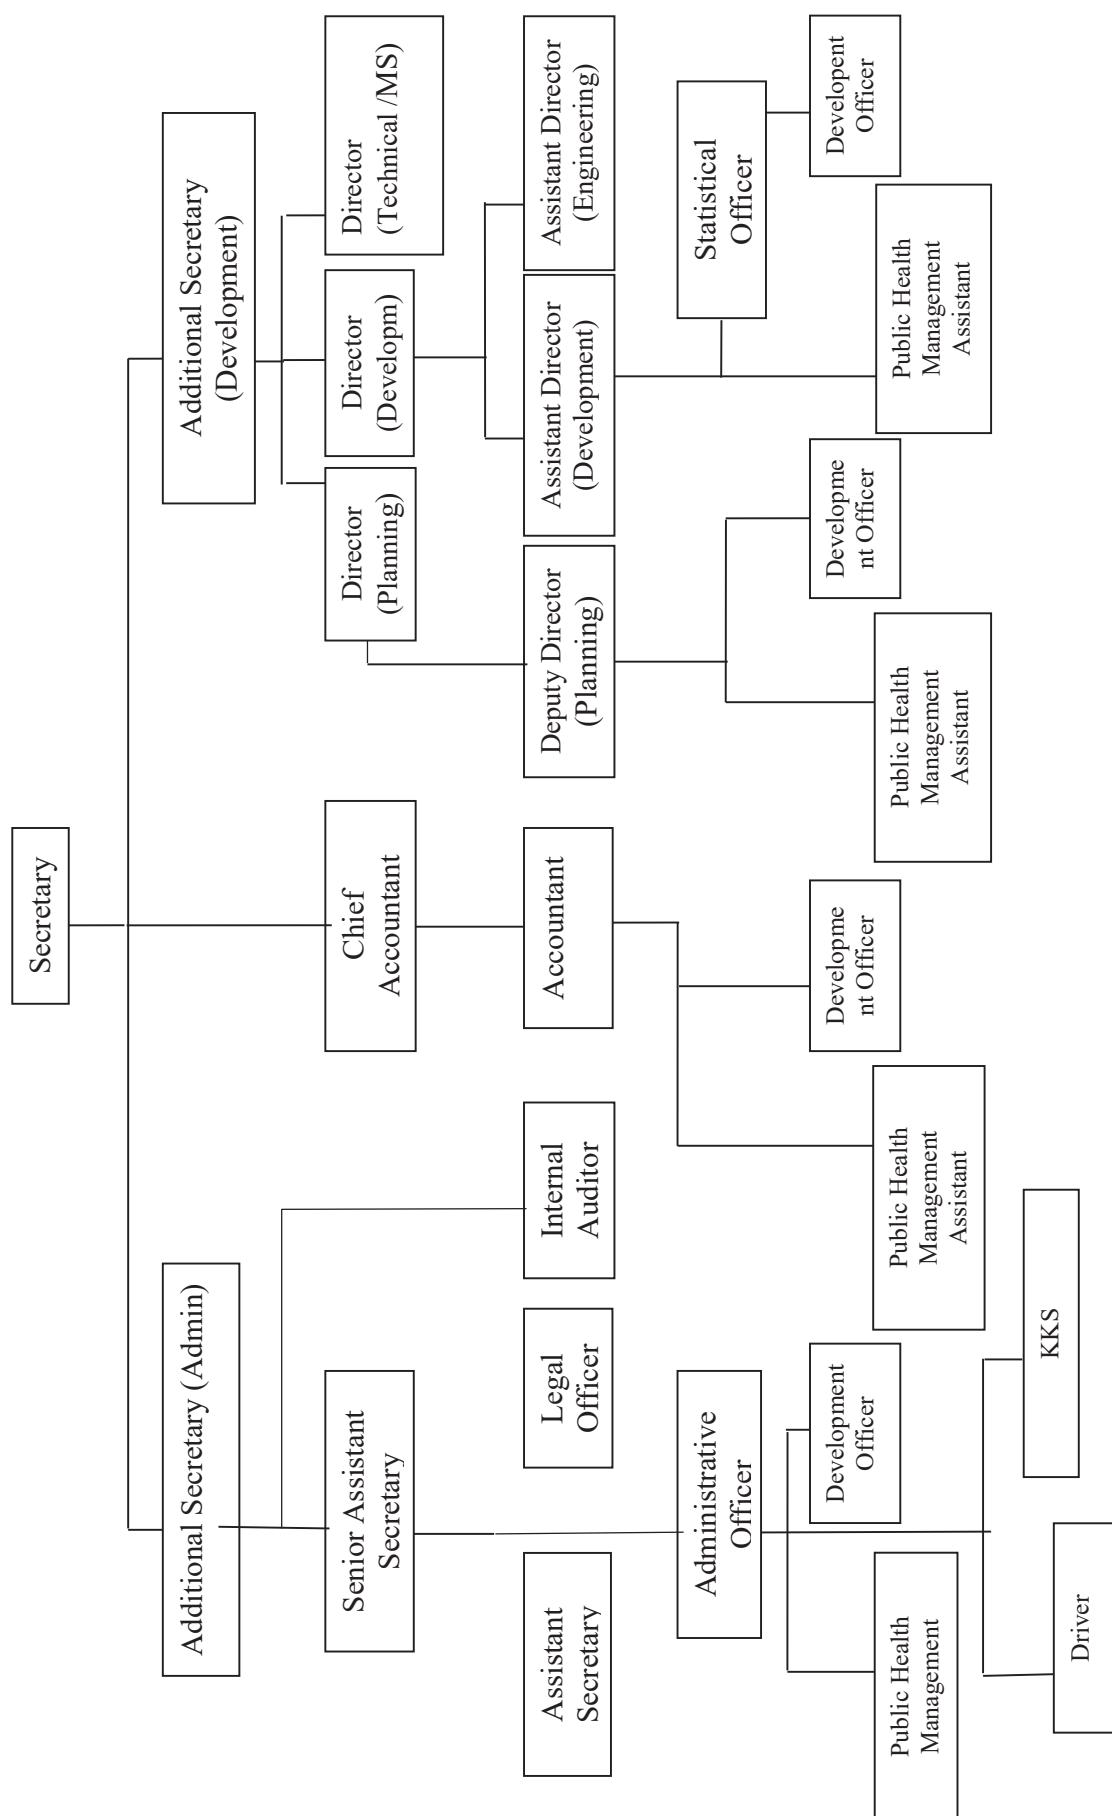 Secretary
Additional Secretary (Admin)
Additional Secretary
(Development)
Senior Assistant
Secretary
Chief
Accountant
Director
(Planning)
Director
(Developm)
Director
(Technical /MS)
Assistant
Secretary
Legal
Officer
Internal
Auditor
Accountant
Deputy Director
(Planning)
Assistant Director
(Development)
Assistant Director
(Engineering)
Administrative
Officer
Statistical
Officer
Development
Officer
Developme
nt Officer
Developme
nt Officer
Developent
Officer
Public Health
Management
Public Health
Management
Assistant
Public Health
Management
Assistant
Public Health
Management
Assistant
KKS
Driver